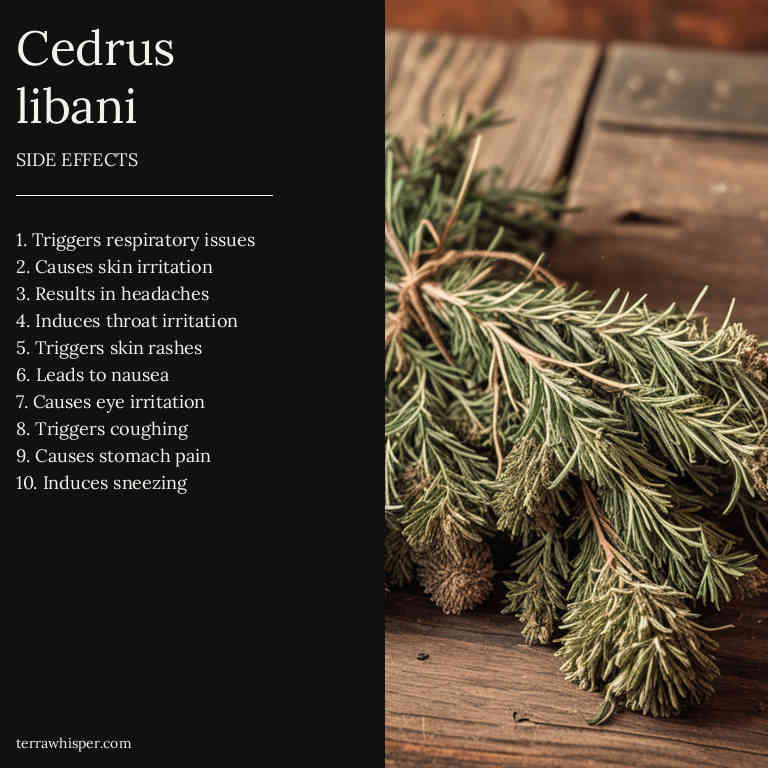 Cedrus
libani
SIDE EFFECTS
1. Triggers respiratory issues
2. Causes skin irritation
3. Results in headaches
4. Induces throat irritation
5. Triggers skin rashes
6. Leads to nausea
7. Causes eye irritation
8. Triggers coughing
9. Causes stomach pain
10. Induces sneezing
terrawhisper.com